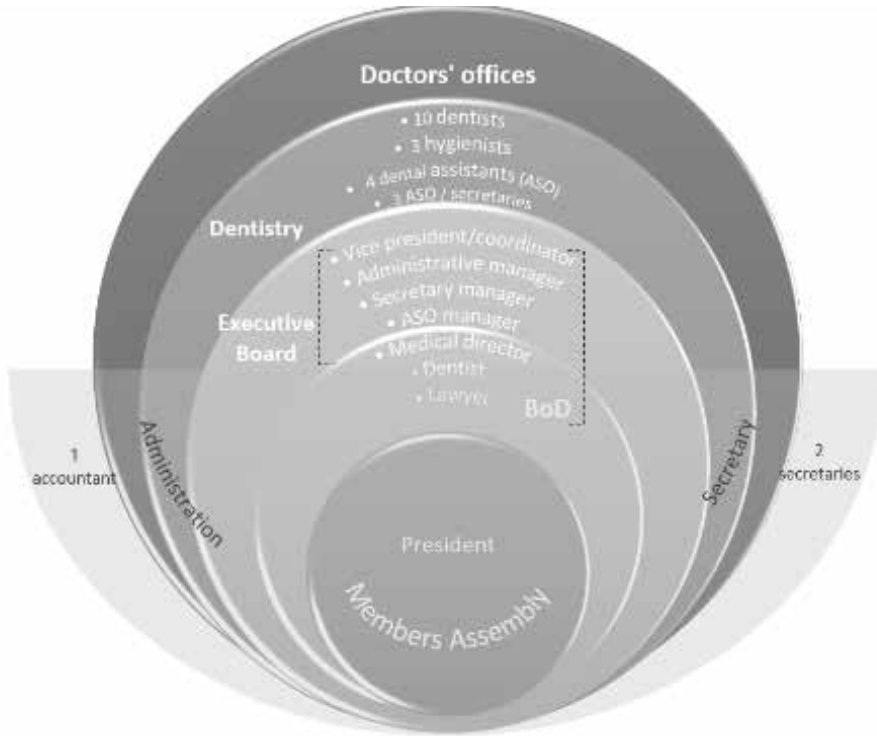 Doctors' offices
• 10 dentists
• 3 hygienists
• 4 dental assistants (ASO)
• 3 ASO / secretaries
Dentistry
• Vice president/coordinator
• Administrative manager
• Secretary manager
• ASO manager
Executive
Board
• Medical director
• Dentist
• Lawyer
BoD
Administration
Secretary
1
accountant
2
secretaries
President
Members Assembly